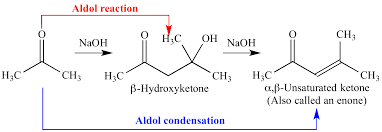 Aldol reaction
O
NaOH
O
H₃C
OH
NaOH
O
CH₃
H₃C
CH₃
H₃C
CH₃
H₃C
CH₃
β-Hydroxyketone
α,β-Unsaturated ketone
(Also called an enone)
Aldol condensation